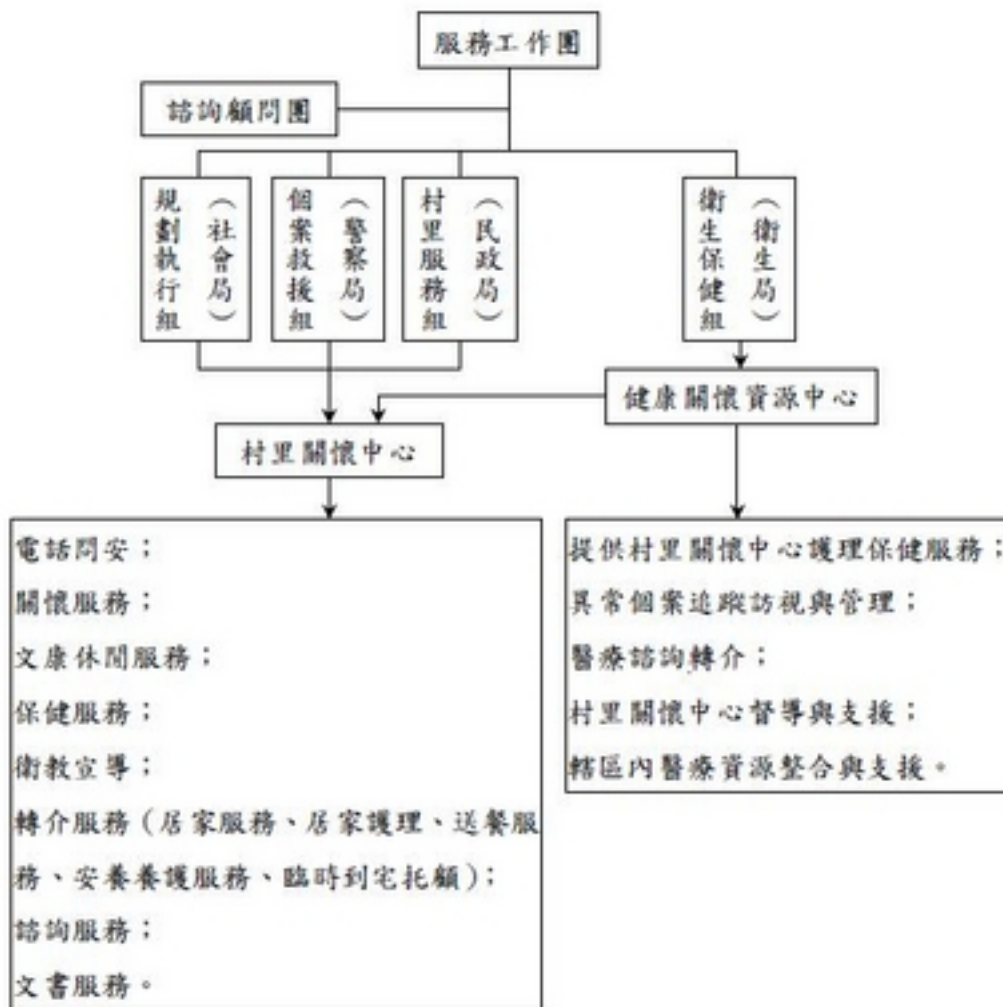 服務工作團
諮詢顧問團
規劃執行組
（社會局）
個案救援組
（警察局）
村里服務組
（民政局）
衛生保健組
（衛生局）
健康關懷資源中心
村里關懷中心
電話問安；
關懷服務；
文康休閒服務；
保健服務；
衛教宣導；
轉介服務（居家服務、居家護理、送餐服
務、安養養護服務、臨時到宅托顧）；
諮詢服務；
文書服務。
提供村里關懷中心護理保健服務；
異常個案追蹤訪視與管理；
醫療諮詢轉介；
村里關懷中心督導與支援；
轄區內醫療資源整合與支援。